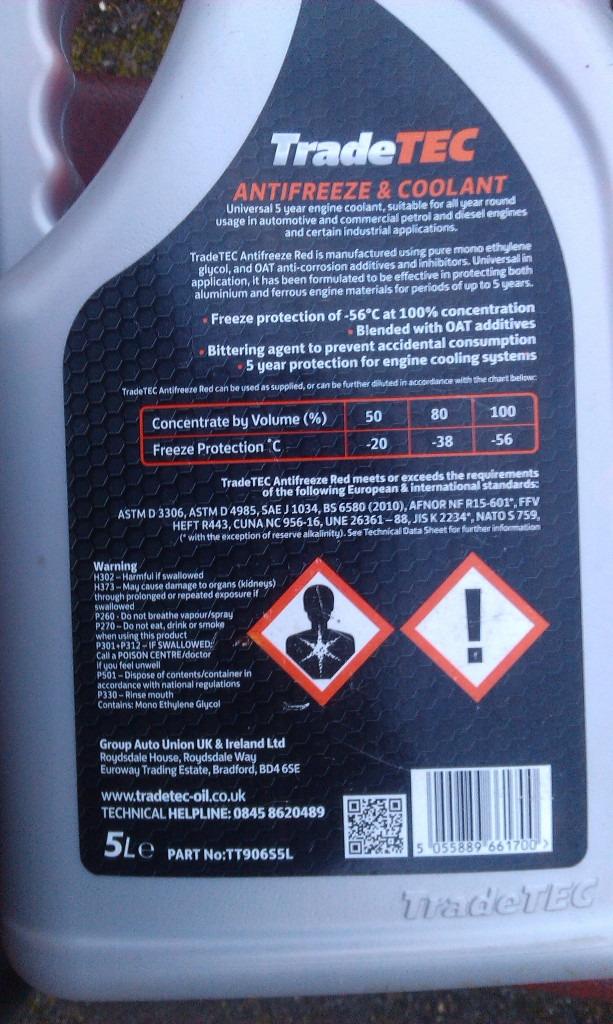 TradeTEC
ANTIFREEZE & COOLANT
Universal 5 year engine coolant, suitable for all year round
usage in automotive and commercial petrol and diesel engines
and certain industrial applications.
TradeTEC Antifreeze Red is manufactured using pure mono ethylene
glycol, and OAT anti-corrosion additives and inhibitors. Universal in
application, it has been formulated to be effective in protecting both
aluminium and ferrous engine materials for periods of up to 5 years.
• Freeze protection of -56°C at 100% concentration
• Blended with OAT additives
• Bittering agent to prevent accidental consumption
• 5 year protection for engine cooling systems
TradeTEC Antifreeze Red can be used as supplied, or can be further diluted in accordance with the chart below:
Concentrate by Volume (%) 50 80 100
Freeze Protection °C -20 -38 -56
TradeTEC Antifreeze Red meets or exceeds the requirements
of the following European & international standards:
ASTM D 3306, ASTM D 4985, SAE J 1034, BS 6580 (2010), AFNOR NF R15-601*, FFV
HEFT R443, CUNA NC 956-16, UNE 26361 – 88, JIS K 2234*, NATO S 759,
(* with the exception of reserve alkalinity). See Technical Data Sheet for further information
Warning
H302 – Harmful if swallowed
H373 – May cause damage to organs (kidneys)
through prolonged or repeated exposure if
swallowed
P260 - Do not breathe vapour/spray
P270 – Do not eat, drink or smoke
when using this product
P301+P312 – IF SWALLOWED:
Call a POISON CENTRE/doctor
if you feel unwell
P501 – Dispose of contents/container in
accordance with national regulations
P330 – Rinse mouth
Contains: Mono Ethylene Glycol
Group Auto Union UK & Ireland Ltd
Roydsdale House, Roydsdale Way
Euroway Trading Estate, Bradford, BD4 6SE
www.tradetec-oil.co.uk
TECHNICAL HELPLINE: 0845 8620489
5L e PART No:TT906S5L
5 055889 661700 >
TradeTEC